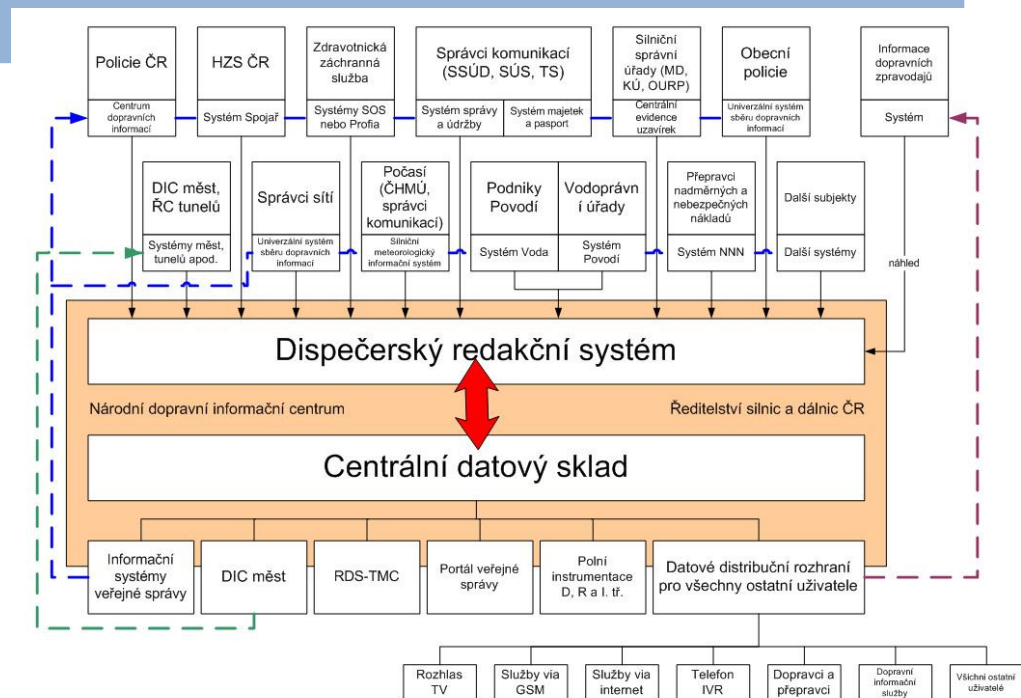 Policie ČR
Centrum
dopravních
informací
HZS ČR
Systém Spojař
Zdravotnická
záchranná
služba
Systémy SOS
nebo Profia
Správci komunikací
(SSÚD, SÚS, TS)
Systém správy
a údržby
Systém majetek
a pasport
Silniční
správní
úřady (MD,
KÚ, OURP)
Centrální
evidence
uzavírek
Obecní
policie
Univerzální systém
sběru dopravních
informací
Informace
dopravních
zpravodajů
Systém
DIC měst,
ŘC tunelů
Systémy měst,
tunelů apod.
Správci sítí
Univerzální systém
sběru dopravních
informací
Počasí
(ČHMÚ,
správci
komunikací)
Silniční
meteorologický
informační systém
Podniky
Povodí
Systém Voda
Vodoprávn
í úřady
Systém
Povodí
Přepravci
nadměrných a
nebezpečných
nákladů
Systém NNN
Další subjekty
Další systémy
náhled
Dispečerský redakční systém
Národní dopravní informační centrum
Ředitelství silnic a dálnic ČR
Centrální datový sklad
Informační
systémy
veřejné správy
DIC měst
RDS-TMC
Portál veřejné
správy
Polní
instrumentace
D, R a I. tř.
Datové distribuční rozhraní
pro všechny ostatní uživatele
Rozhlas
TV
Služby via
GSM
Služby via
internet
Telefon
IVR
Dopravci a
přepravci
Dopravní
informační
služby
Všichni ostatní
uživatelé